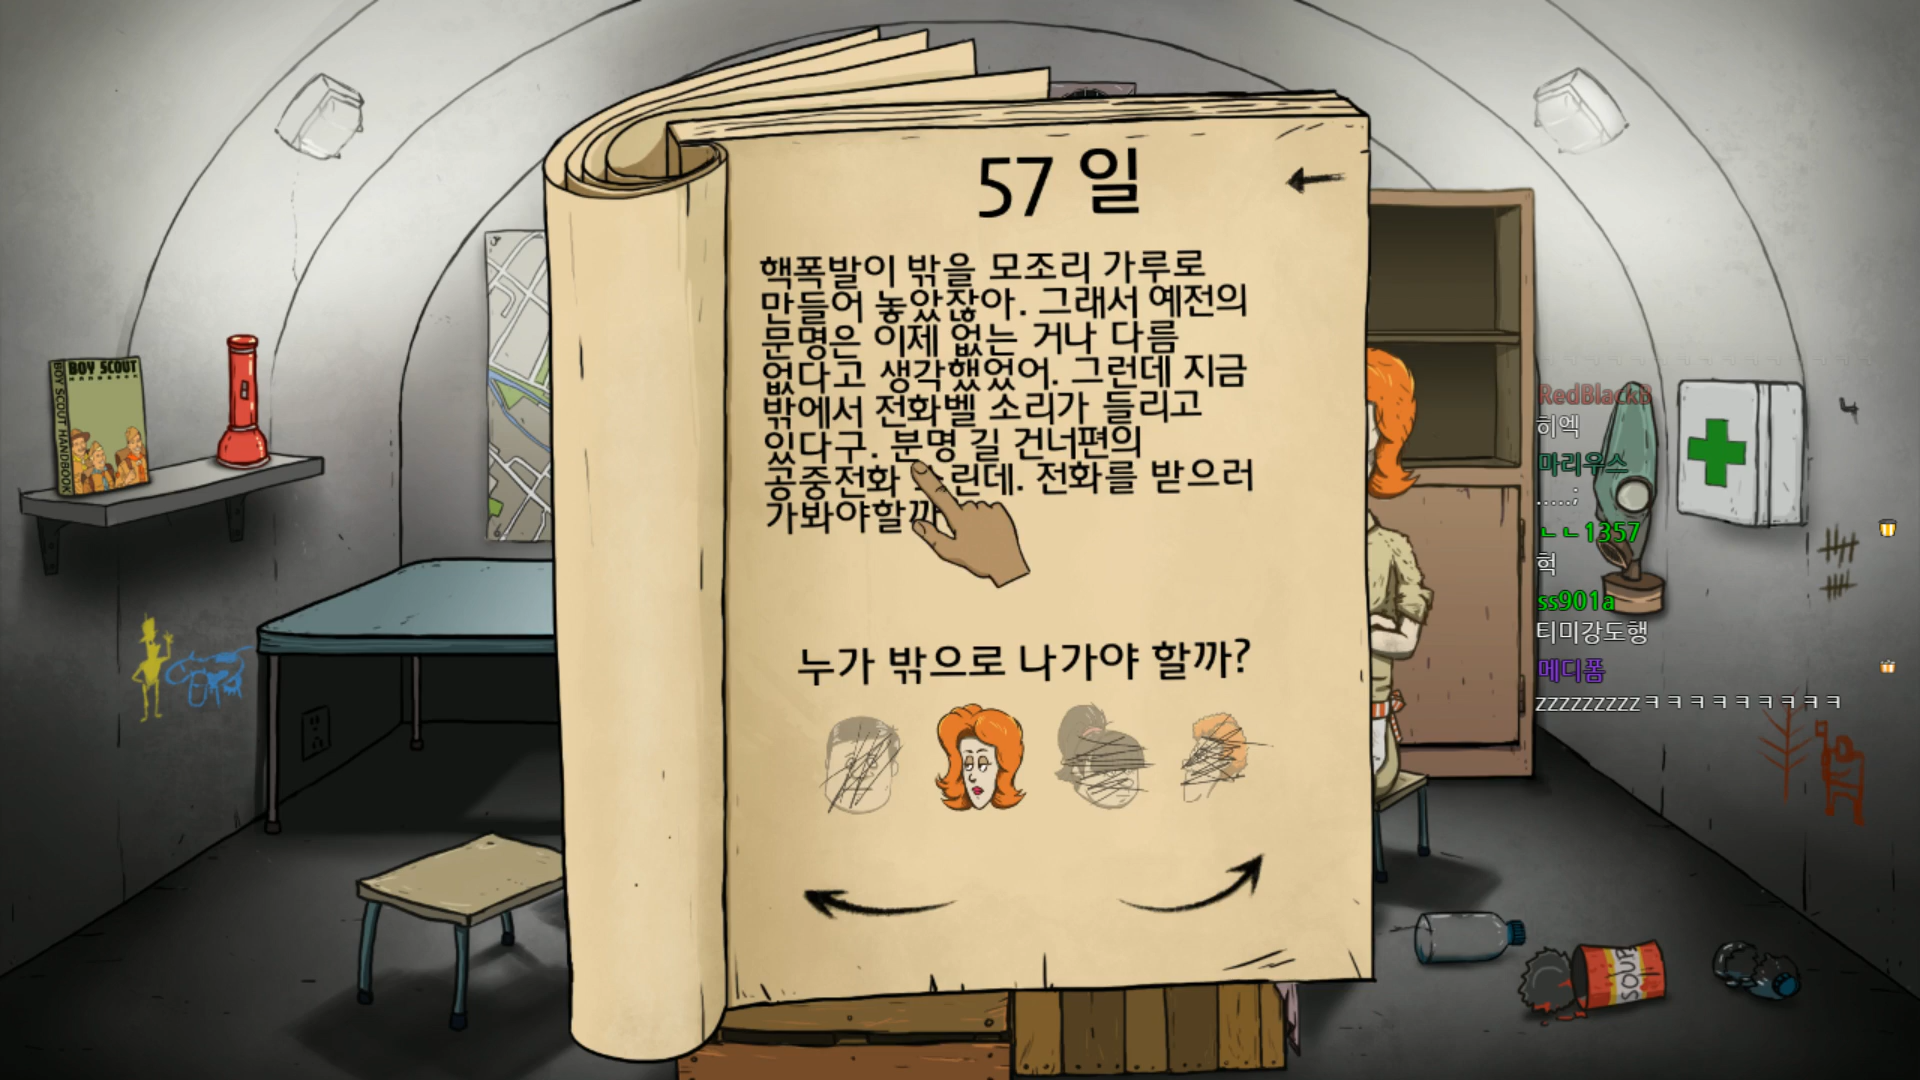 57 일
핵폭발이 밖을 모조리 가루로
만들어 놓았잖아. 그래서 예전의
문명은 이제 없는 거나 다름
없다고 생각했었어. 그런데 지금
밖에서 전화벨 소리가 들리고
있다구. 분명 길 건너편의
공중전화 린데. 전화를 받으러
가봐야할까
누가 밖으로 나가야 할까?
BOY SCOUT
BOY SCOUT HANDBOOK
RedBlackB
히엑
마리우스
.....;
ㄴㄴ1357
헉
ss901a
티미강도행
메디폼
zzzzzzzzzㅋㅋㅋㅋㅋㅋㅋㅋㅋ
SOUP